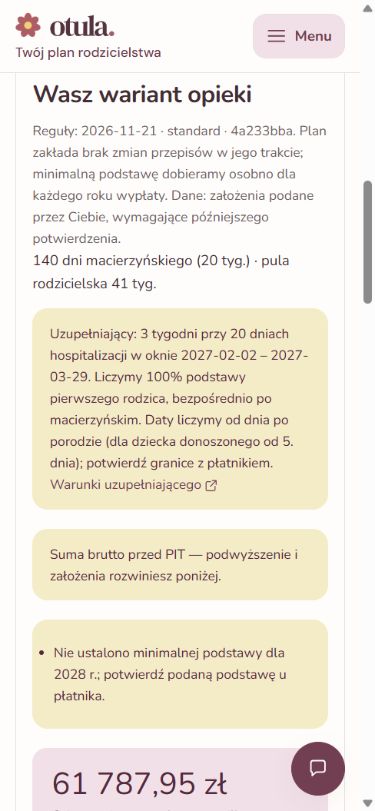 otula.
Twój plan rodzicielstwa
Menu
Wasz wariant opieki
Reguły: 2026-11-21 · standard · 4a233bba. Plan
zakłada brak zmian przepisów w jego trakcie;
minimalną podstawę dobieramy osobno dla
każdego roku wypłaty. Dane: założenia podane
przez Ciebie, wymagające późniejszego
potwierdzenia.
140 dni macierzyńskiego (20 tyg.) · pula
rodzicielska 41 tyg.
Uzupełniający: 3 tygodni przy 20 dniach
hospitalizacji w oknie 2027-02-02 – 2027-
03-29. Liczymy 100% podstawy
pierwszego rodzica, bezpośrednio po
macierzyńskim. Daty liczymy od dnia po
porodzie (dla dziecka donoszonego od 5.
dnia); potwierdź granice z płatnikiem.
Warunki uzupełniającego
Suma brutto przed PIT — podwyższenie i
założenia rozwiniesz poniżej.
• Nie ustalono minimalnej podstawy dla
2028 r.; potwierdź podaną podstawę u
płatnika.
61 787,95 zł